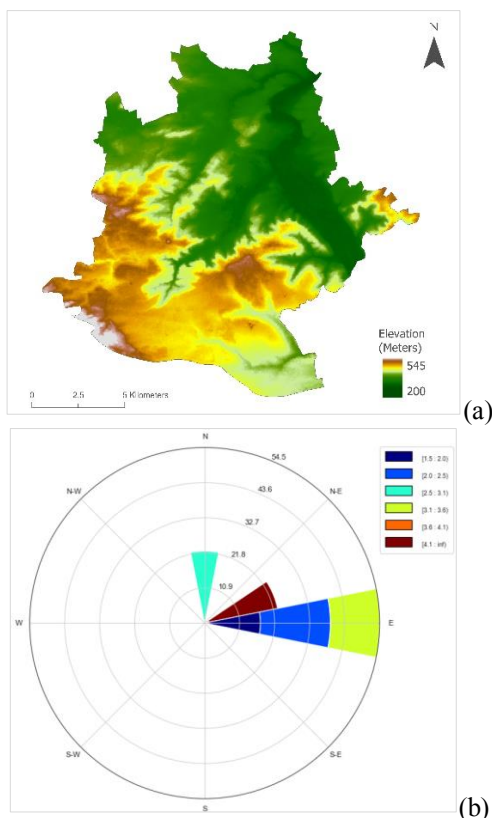 N
Elevation
(Meters)
545
200
0 2.5 5 Kilometers
(a)
N
54.5
43.6
32.7
21.8
10.9
N-W
N-E
W
E
S-W
S-E
S
[1.5 : 2.0)
[2.0 : 2.5)
[2.5 : 3.1)
[3.1 : 3.6)
[3.6 : 4.1)
[4.1 : inf)
(b)